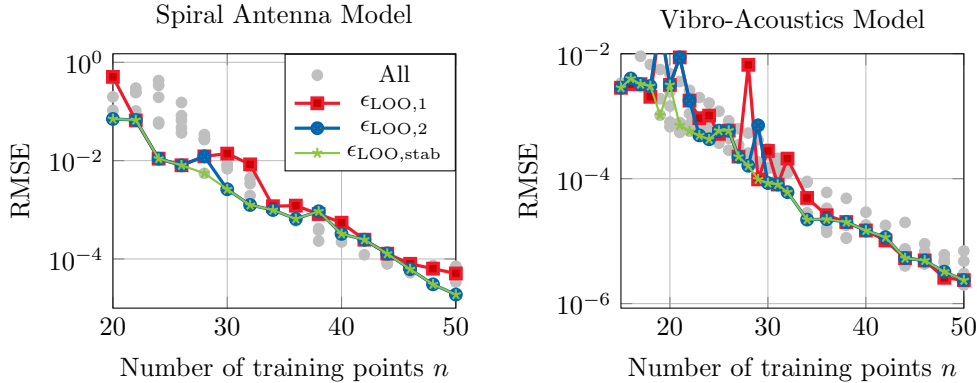 Spiral Antenna Model
Vibro-Acoustics Model
RMSE
10^0
10^−2
10^−4
20
30
40
50
Number of training points n
All
ϵ_LOO,1
ϵ_LOO,2
ϵ_LOO,stab
RMSE
10^−2
10^−4
10^−6
20
30
40
50
Number of training points n